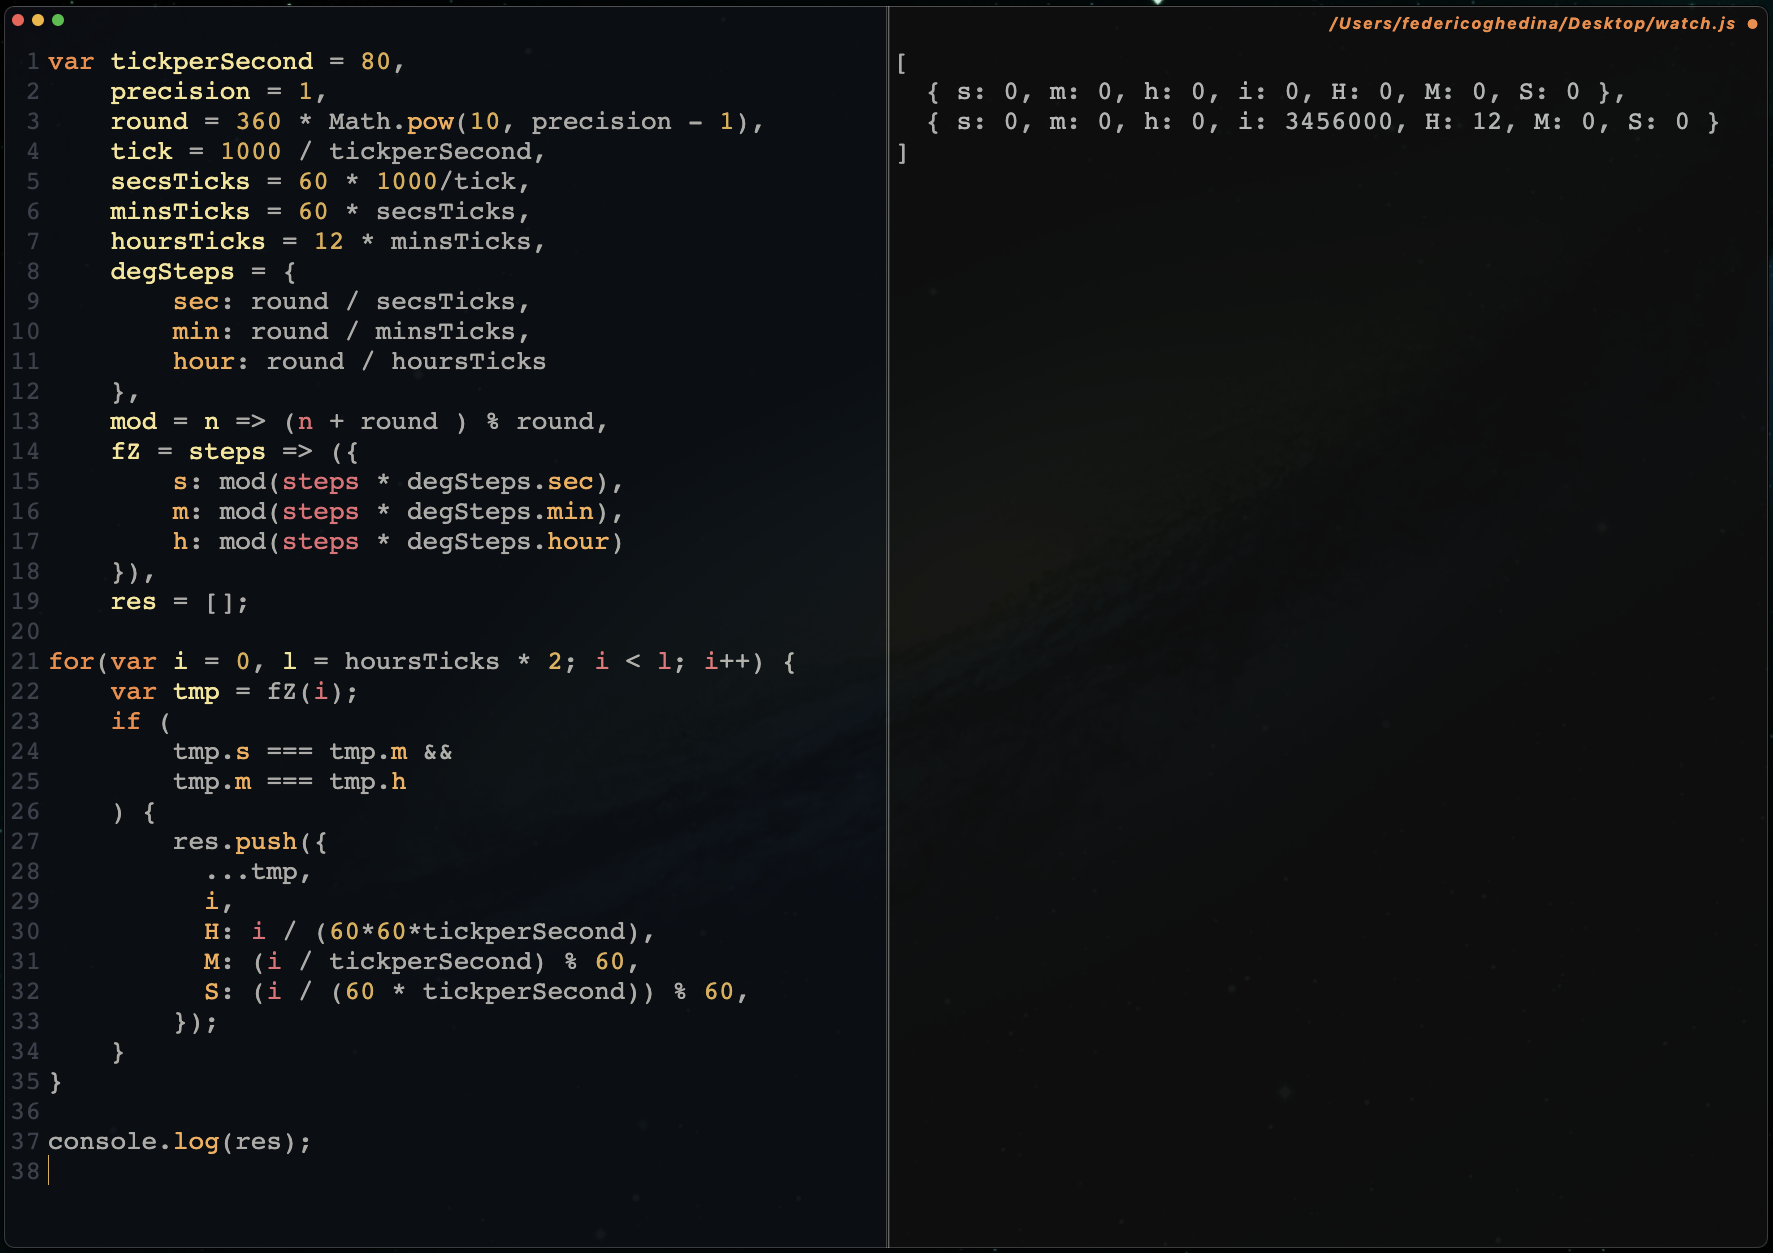 /Users/federicoghedina/Desktop/watch.js
1 var tickperSecond = 80,
2     precision = 1,
3     round = 360 * Math.pow(10, precision - 1),
4     tick = 1000 / tickperSecond,
5     secsTicks = 60 * 1000/tick,
6     minsTicks = 60 * secsTicks,
7     hoursTicks = 12 * minsTicks,
8     degSteps = {
9         sec: round / secsTicks,
10         min: round / minsTicks,
11         hour: round / hoursTicks
12     },
13     mod = n => (n + round ) % round,
14     fZ = steps => ({
15         s: mod(steps * degSteps.sec),
16         m: mod(steps * degSteps.min),
17         h: mod(steps * degSteps.hour)
18     }),
19     res = [];
20
21 for(var i = 0, l = hoursTicks * 2; i < l; i++) {
22     var tmp = fZ(i);
23     if (
24         tmp.s === tmp.m &&
25         tmp.m === tmp.h
26     ) {
27         res.push({
28           ...tmp,
29           i,
30           H: i / (60*60*tickperSecond),
31           M: (i / tickperSecond) % 60,
32           S: (i / (60 * tickperSecond)) % 60,
33         });
34     }
35 }
36
37 console.log(res);
38
[
  { s: 0, m: 0, h: 0, i: 0, H: 0, M: 0, S: 0 },
  { s: 0, m: 0, h: 0, i: 3456000, H: 12, M: 0, S: 0 }
]